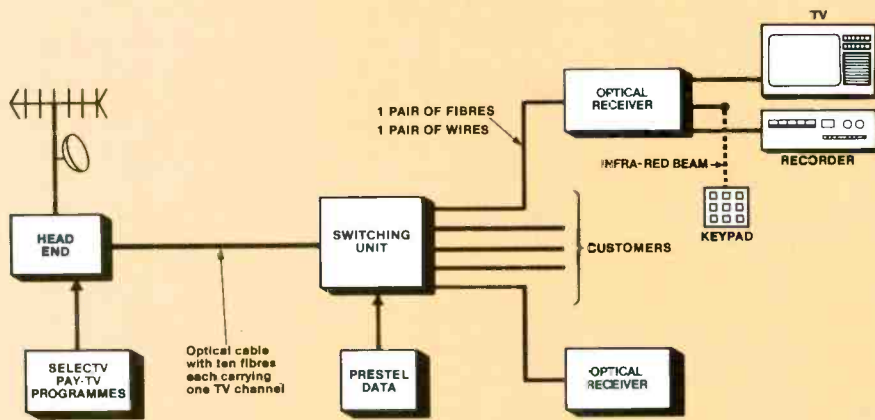 TV
OPTICAL
RECEIVER
1 PAIR OF FIBRES
1 PAIR OF WIRES
INFRA-RED BEAM
RECORDER
KEYPAD
HEAD
END
SWITCHING
UNIT
CUSTOMERS
Optical cable
with ten fibres
each carrying
one TV channel
SELECTV
PAY-TV
PROGRAMMES
PRESTEL
DATA
OPTICAL
RECEIVER